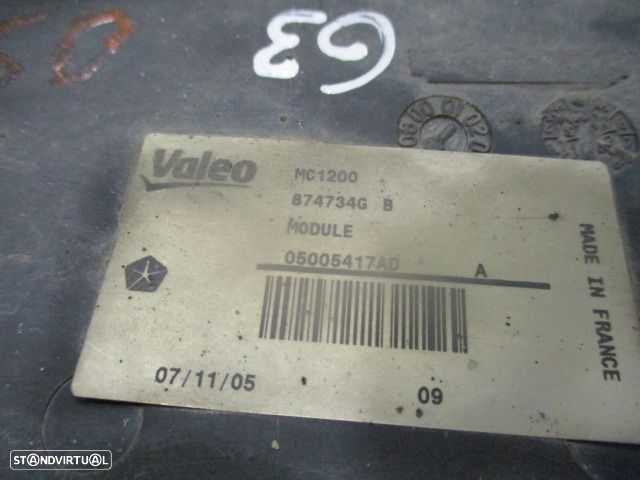 63
Valeo
MC1200
874734G B
MODULE
05005417AD A
MADE IN FRANCE
07/11/05 09
STANDVIRTUAL